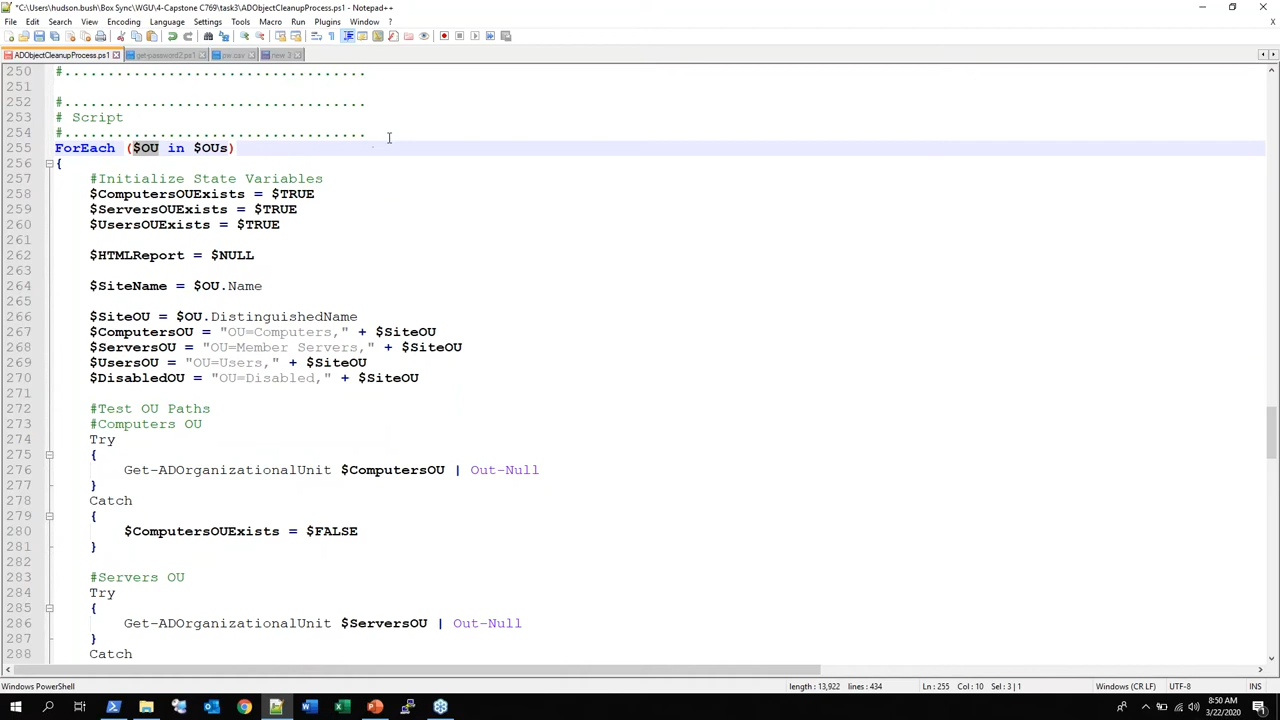 *C:\Users\hudson.bush\Box Sync\WGU\4-Capstone C769\task3\ADObjectCleanupProcess.ps1 - Notepad++
File Edit Search View Encoding Language Settings Tools Macro Run Plugins Window ?
ADObjectCleanupProcess.ps1 get-password2.ps1 pw.sav new 3
250 #...................................
251
252 #...................................
253 # Script
254 #...................................
255 ForEach ($OU in $OUs)
256 {
257 #Initialize State Variables
258 $ComputersOUExists = $TRUE
259 $ServersOUExists = $TRUE
260 $UsersOUExists = $TRUE
261
262 $HTMLReport = $NULL
263
264 $SiteName = $OU.Name
265
266 $SiteOU = $OU.DistinguishedName
267 $ComputersOU = "OU=Computers," + $SiteOU
268 $ServersOU = "OU=Member Servers," + $SiteOU
269 $UsersOU = "OU=Users," + $SiteOU
270 $DisabledOU = "OU=Disabled," + $SiteOU
271
272 #Test OU Paths
273 #Computers OU
274 Try
275 {
276 Get-ADOrganizationalUnit $ComputersOU | Out-Null
277 }
278 Catch
279 {
280 $ComputersOUExists = $FALSE
281 }
282
283 #Servers OU
284 Try
285 {
286 Get-ADOrganizationalUnit $ServersOU | Out-Null
287 }
288 Catch
Windows PowerShell length : 13,922 lines : 434 Ln : 255 Col : 10 Sel : 3 | 1 Windows (CR LF) UTF-8 INS
8:50 AM
3/22/2020